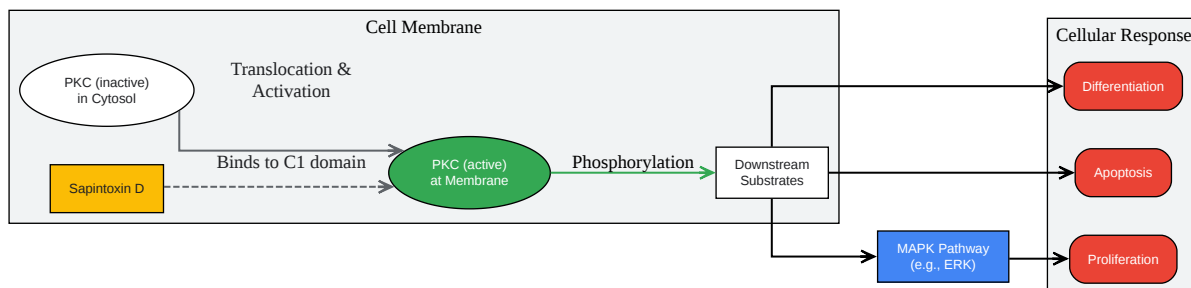 Cell Membrane
Cellular Response
PKC (inactive)
in Cytosol
Translocation &
Activation
Differentiation
Binds to C1 domain
Sapintoxin D
PKC (active)
at Membrane
Phosphorylation
Downstream
Substrates
Apoptosis
MAPK Pathway
(e.g., ERK)
Proliferation